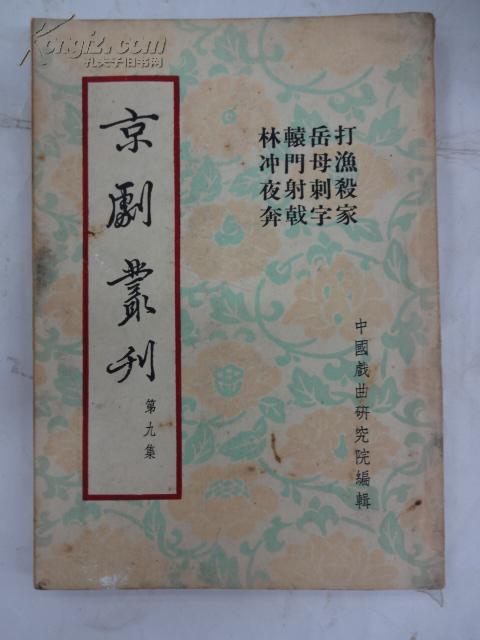 Kongfz.com
孔夫子旧书网
打漁殺家
岳母刺字
轅門射戟
林冲夜奔
京劇叢刊
第九集
中國戲曲研究院編輯